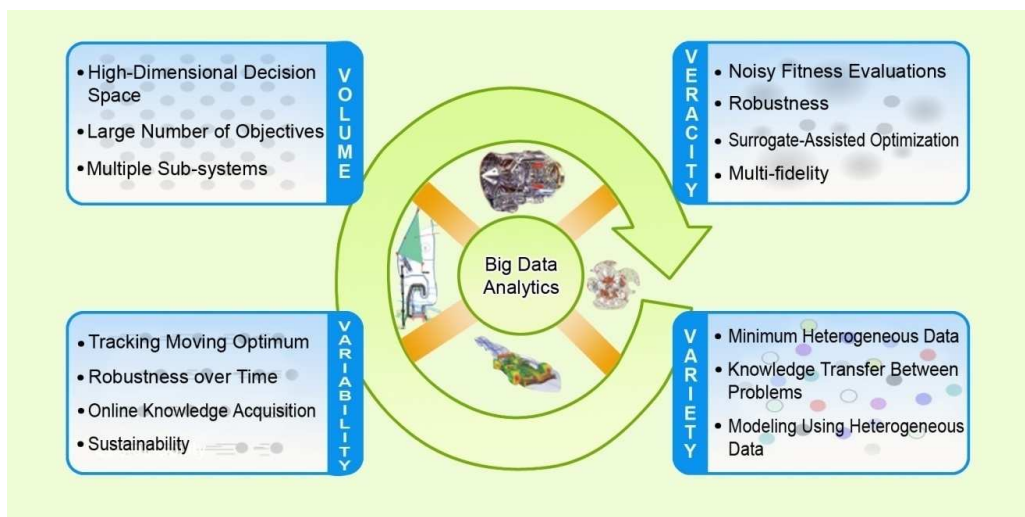 • High-Dimensional Decision
Space
• Large Number of Objectives
• Multiple Sub-systems
VOLUME
VERACITY
• Noisy Fitness Evaluations
• Robustness
• Surrogate-Assisted Optimization
• Multi-fidelity
Big Data
Analytics
• Tracking Moving Optimum
• Robustness over Time
• Online Knowledge Acquisition
• Sustainability
VARIABILITY
VARIETY
• Minimum Heterogeneous Data
• Knowledge Transfer Between
Problems
• Modeling Using Heterogeneous
Data